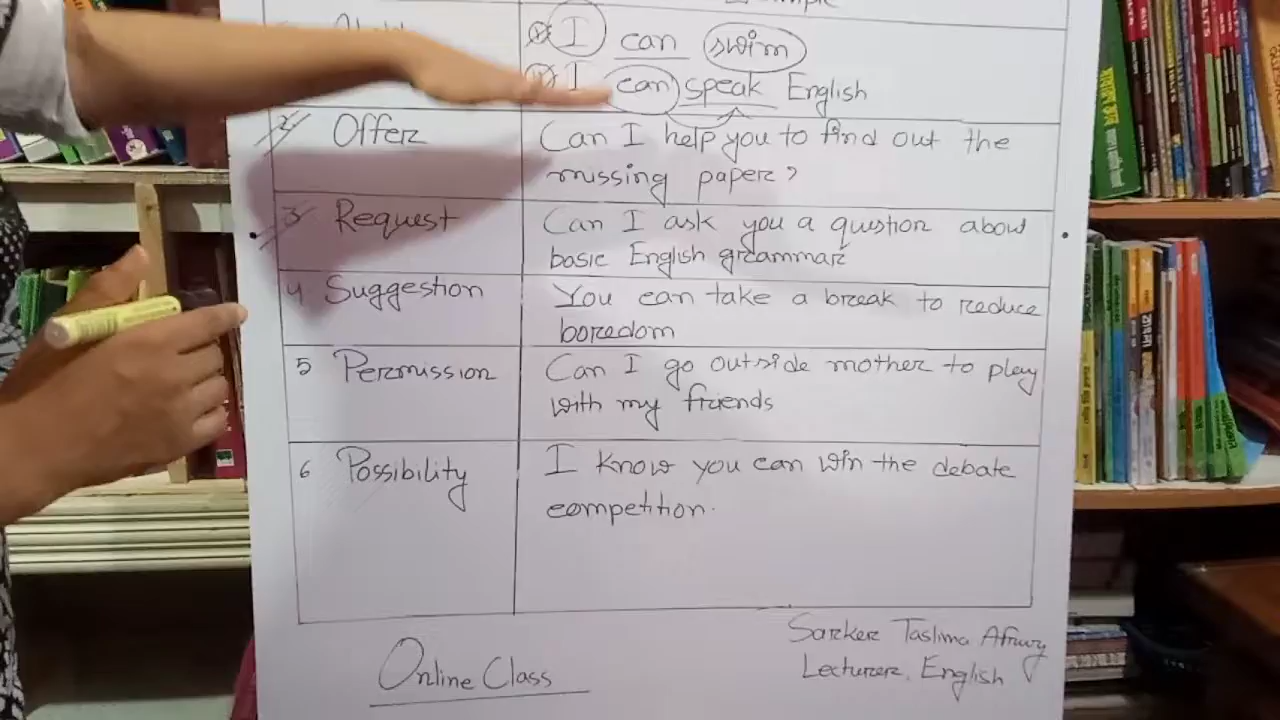 I can swim
I can speak English
2 Offer
Can I help you to find out the
missing paper?
3 Request
Can I ask you a question about
basic English grammar
4 Suggestion
You can take a break to reduce
boredom
5 Permission
Can I go outside mother to play
with my friends
6 Possibility
I know you can win the debate
competition.
Online Class
Sarker Taslima
Lecturer, English